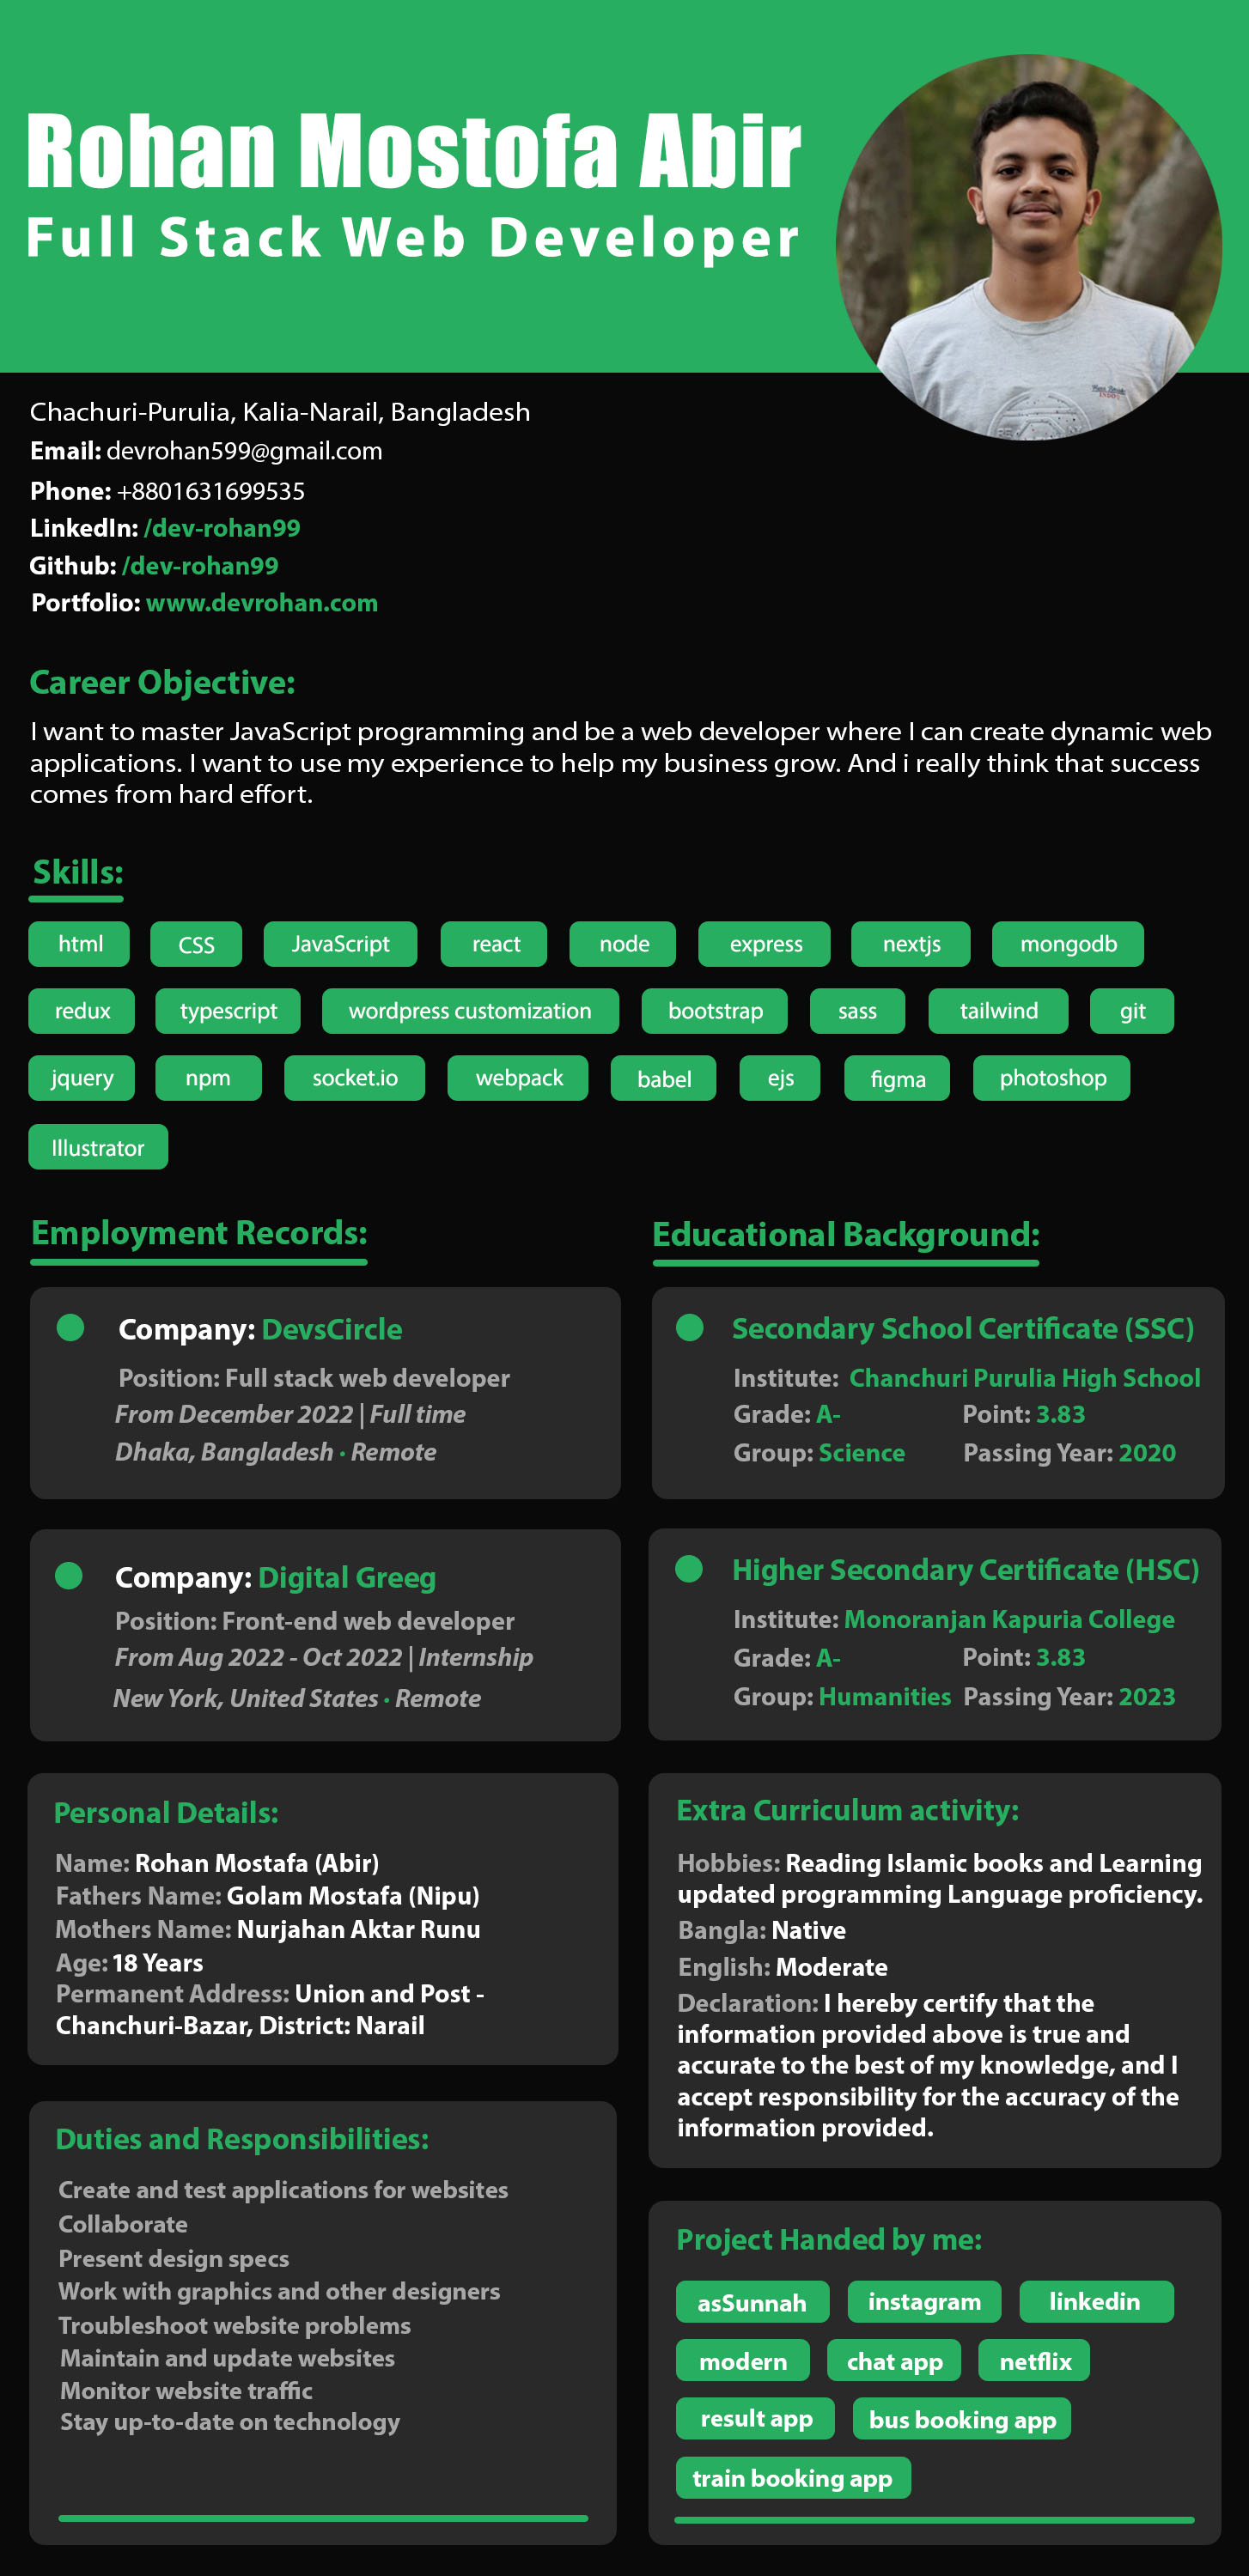 Rohan Mostofa Abir
Full Stack Web Developer
Chachuri-Purulia, Kalia-Narail, Bangladesh
Email: devrohan599@gmail.com
Phone: +8801631699535
LinkedIn: /dev-rohan99
Github: /dev-rohan99
Portfolio: www.devrohan.com
Career Objective:
I want to master JavaScript programming and be a web developer where I can create dynamic web
applications. I want to use my experience to help my business grow. And i really think that success
comes from hard effort.
Skills:
html CSS JavaScript react node express nextjs mongodb
redux typescript wordpress customization bootstrap sass tailwind git
jquery npm socket.io webpack babel ejs figma photoshop
Illustrator
Employment Records:
Company: DevsCircle
Position: Full stack web developer
From December 2022 | Full time
Dhaka, Bangladesh · Remote
Company: Digital Greeg
Position: Front-end web developer
From Aug 2022 - Oct 2022 | Internship
New York, United States · Remote
Educational Background:
Secondary School Certificate (SSC)
Institute: Chanchuri Purulia High School
Grade: A- Point: 3.83
Group: Science Passing Year: 2020
Higher Secondary Certificate (HSC)
Institute: Monoranjan Kapuria College
Grade: A- Point: 3.83
Group: Humanities Passing Year: 2023
Personal Details:
Name: Rohan Mostafa (Abir)
Fathers Name: Golam Mostafa (Nipu)
Mothers Name: Nurjahan Aktar Runu
Age: 18 Years
Permanent Address: Union and Post -
Chanchuri-Bazar, District: Narail
Extra Curriculum activity:
Hobbies: Reading Islamic books and Learning
updated programming Language proficiency.
Bangla: Native
English: Moderate
Declaration: I hereby certify that the
information provided above is true and
accurate to the best of my knowledge, and I
accept responsibility for the accuracy of the
information provided.
Duties and Responsibilities:
Create and test applications for websites
Collaborate
Present design specs
Work with graphics and other designers
Troubleshoot website problems
Maintain and update websites
Monitor website traffic
Stay up-to-date on technology
Project Handed by me:
asSunnah instagram linkedin
modern chat app netflix
result app bus booking app
train booking app